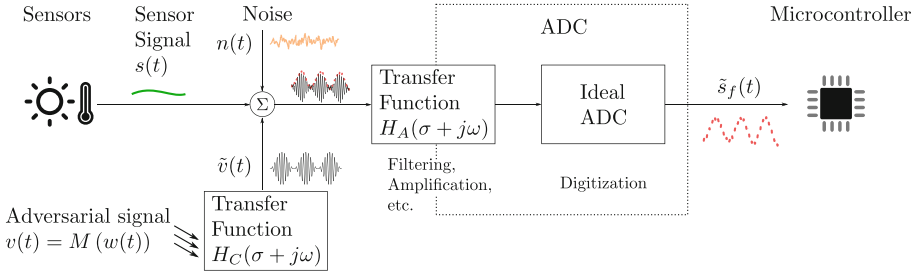 Sensors
Sensor
Signal
s(t)
Noise
n(t)
ADC
Microcontroller
Σ
Transfer
Function
H_A(σ + jω)
Ideal
ADC
s̃_f(t)
ṽ(t)
Filtering,
Amplification,
etc.
Digitization
Adversarial signal
v(t) = M (w(t))
Transfer
Function
H_C(σ + jω)